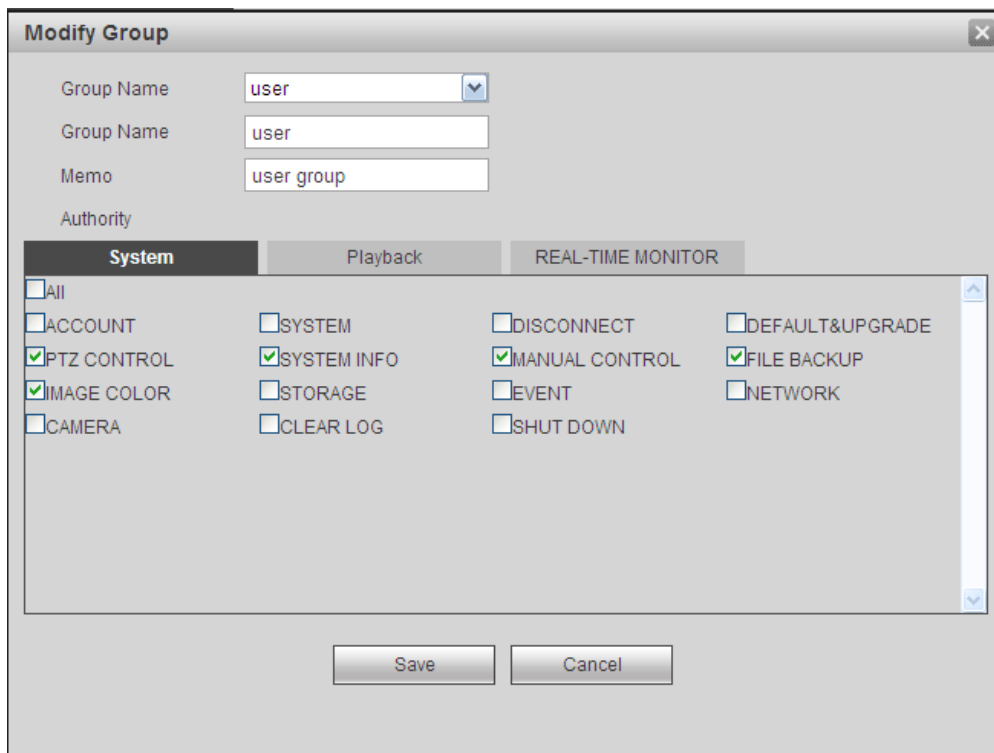 Modify Group
Group Name user
Group Name user
Memo user group
Authority
System Playback REAL-TIME MONITOR
All
ACCOUNT SYSTEM DISCONNECT DEFAULT&UPGRADE
PTZ CONTROL SYSTEM INFO MANUAL CONTROL FILE BACKUP
IMAGE COLOR STORAGE EVENT NETWORK
CAMERA CLEAR LOG SHUT DOWN
Save Cancel